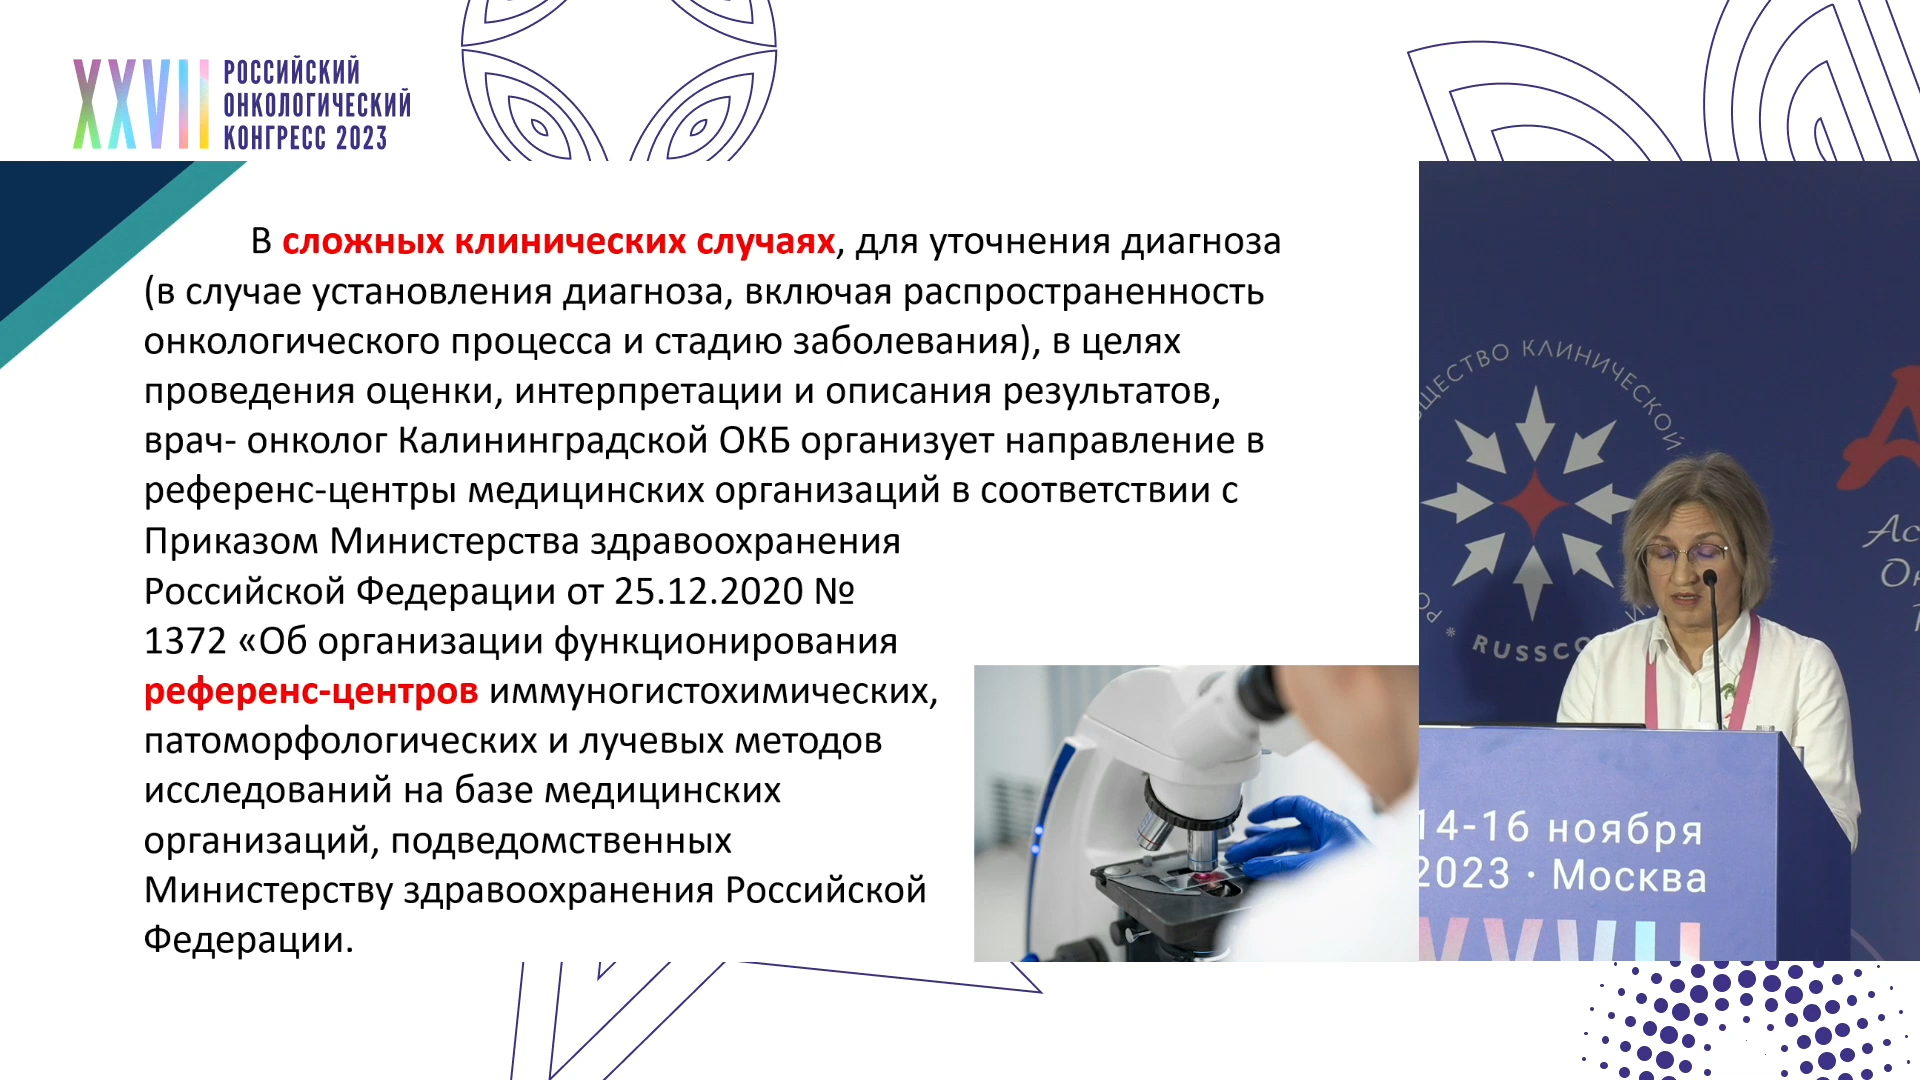 XXVII
РОССИЙСКИЙ
ОНКОЛОГИЧЕСКИЙ
КОНГРЕСС 2023
В сложных клинических случаях, для уточнения диагноза
(в случае установления диагноза, включая распространенность
онкологического процесса и стадию заболевания), в целях
проведения оценки, интерпретации и описания результатов,
врач- онколог Калининградской ОКБ организует направление в
референс-центры медицинских организаций в соответствии с
Приказом Министерства здравоохранения
Российской Федерации от 25.12.2020 №
1372 «Об организации функционирования
референс-центров иммуногистохимических,
патоморфологических и лучевых методов
исследований на базе медицинских
организаций, подведомственных
Министерству здравоохранения Российской
Федерации.
КЛИНИЧЕСКОЙ
14-16 ноября
2023 · Москва
XXVII